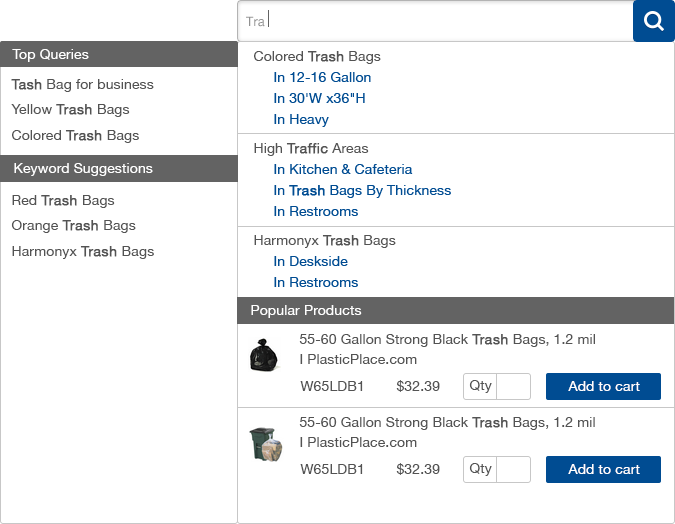 Tra
Top Queries
Tash Bag for business
Yellow Trash Bags
Colored Trash Bags
Keyword Suggestions
Red Trash Bags
Orange Trash Bags
Harmonyx Trash Bags
Colored Trash Bags
In 12-16 Gallon
In 30'W x36"H
In Heavy
High Traffic Areas
In Kitchen & Cafeteria
In Trash Bags By Thickness
In Restrooms
Harmonyx Trash Bags
In Deskside
In Restrooms
Popular Products
55-60 Gallon Strong Black Trash Bags, 1.2 mil
I PlasticPlace.com
W65LDB1 $32.39 Qty Add to cart
55-60 Gallon Strong Black Trash Bags, 1.2 mil
I PlasticPlace.com
W65LDB1 $32.39 Qty Add to cart